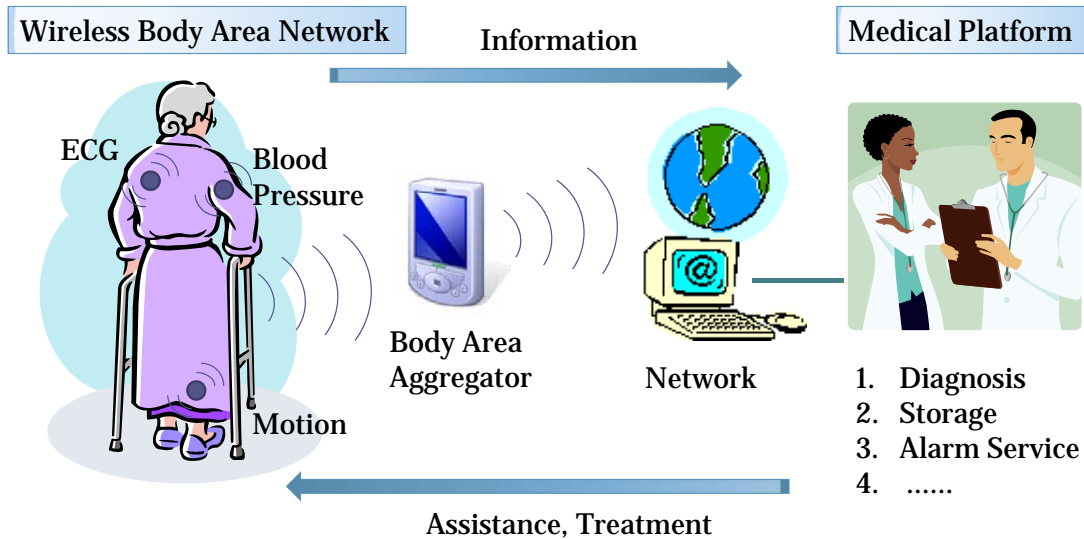 Wireless Body Area Network
Information
Medical Platform
ECG
Blood
Pressure
@
Body Area
Aggregator
Network
Motion
1. Diagnosis
2. Storage
3. Alarm Service
4. ......
Assistance, Treatment